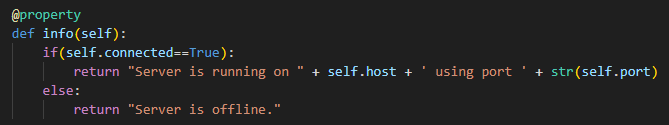 @property
def info(self):
    if(self.connected==True):
        return "Server is running on " + self.host + ' using port ' + str(self.port)
    else:
        return "Server is offline."